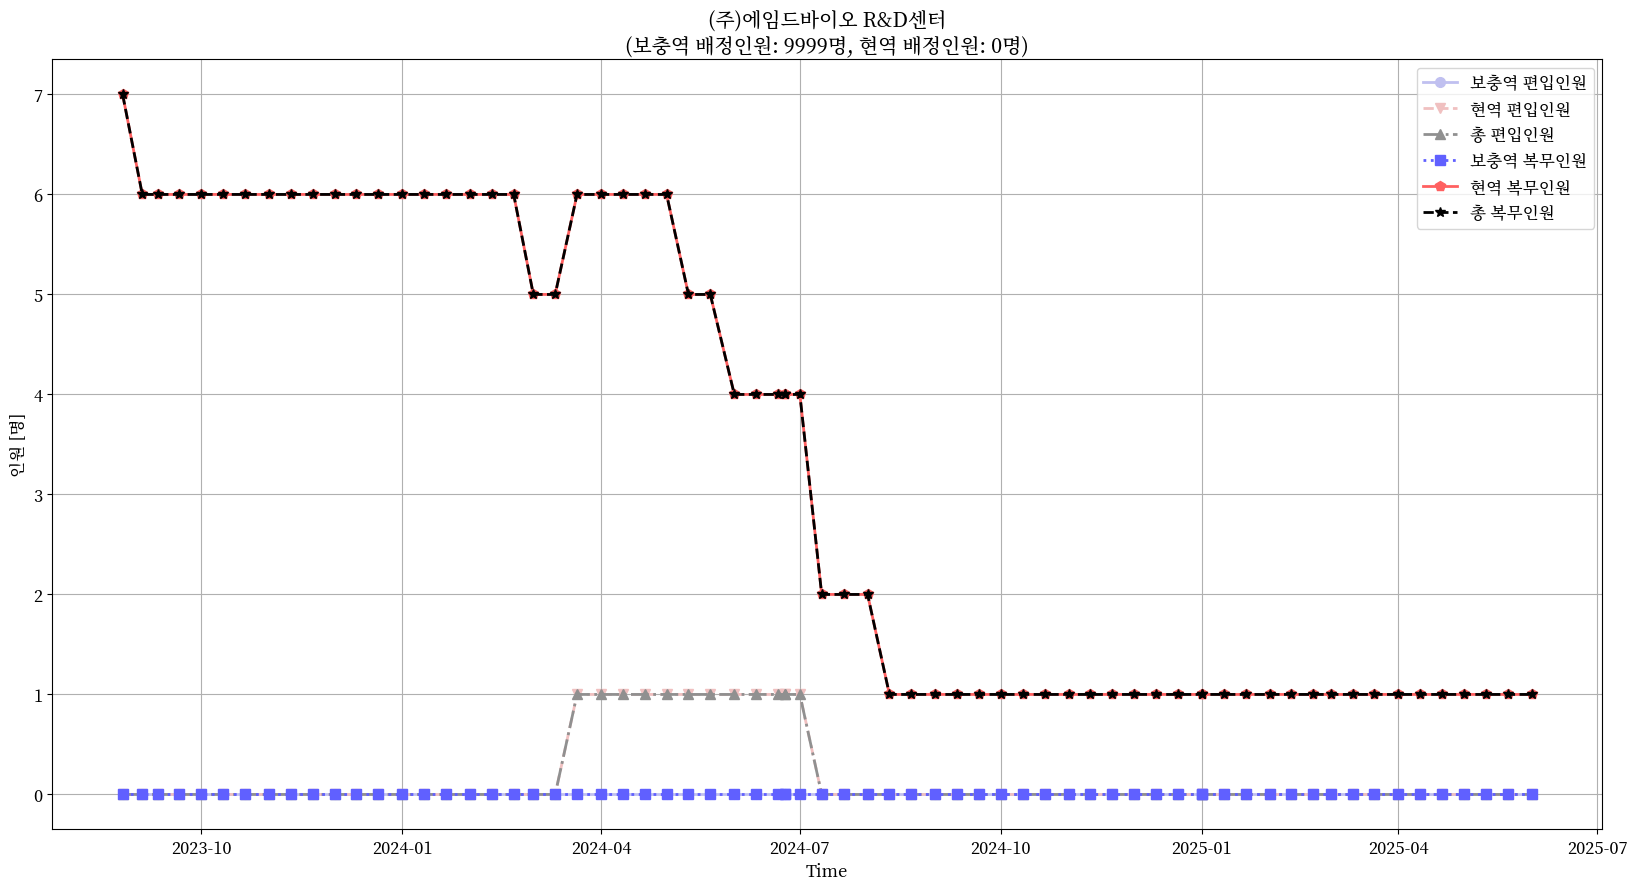 (주)에임드바이오 R&D센터
(보충역 배정인원: 9999명, 현역 배정인원: 0명)
보충역 편입인원
현역 편입인원
총 편입인원
보충역 복무인원
현역 복무인원
총 복무인원
인원 [명]
7
6
5
4
3
2
1
0
2023-10
2024-01
2024-04
2024-07
2024-10
2025-01
2025-04
2025-07
Time